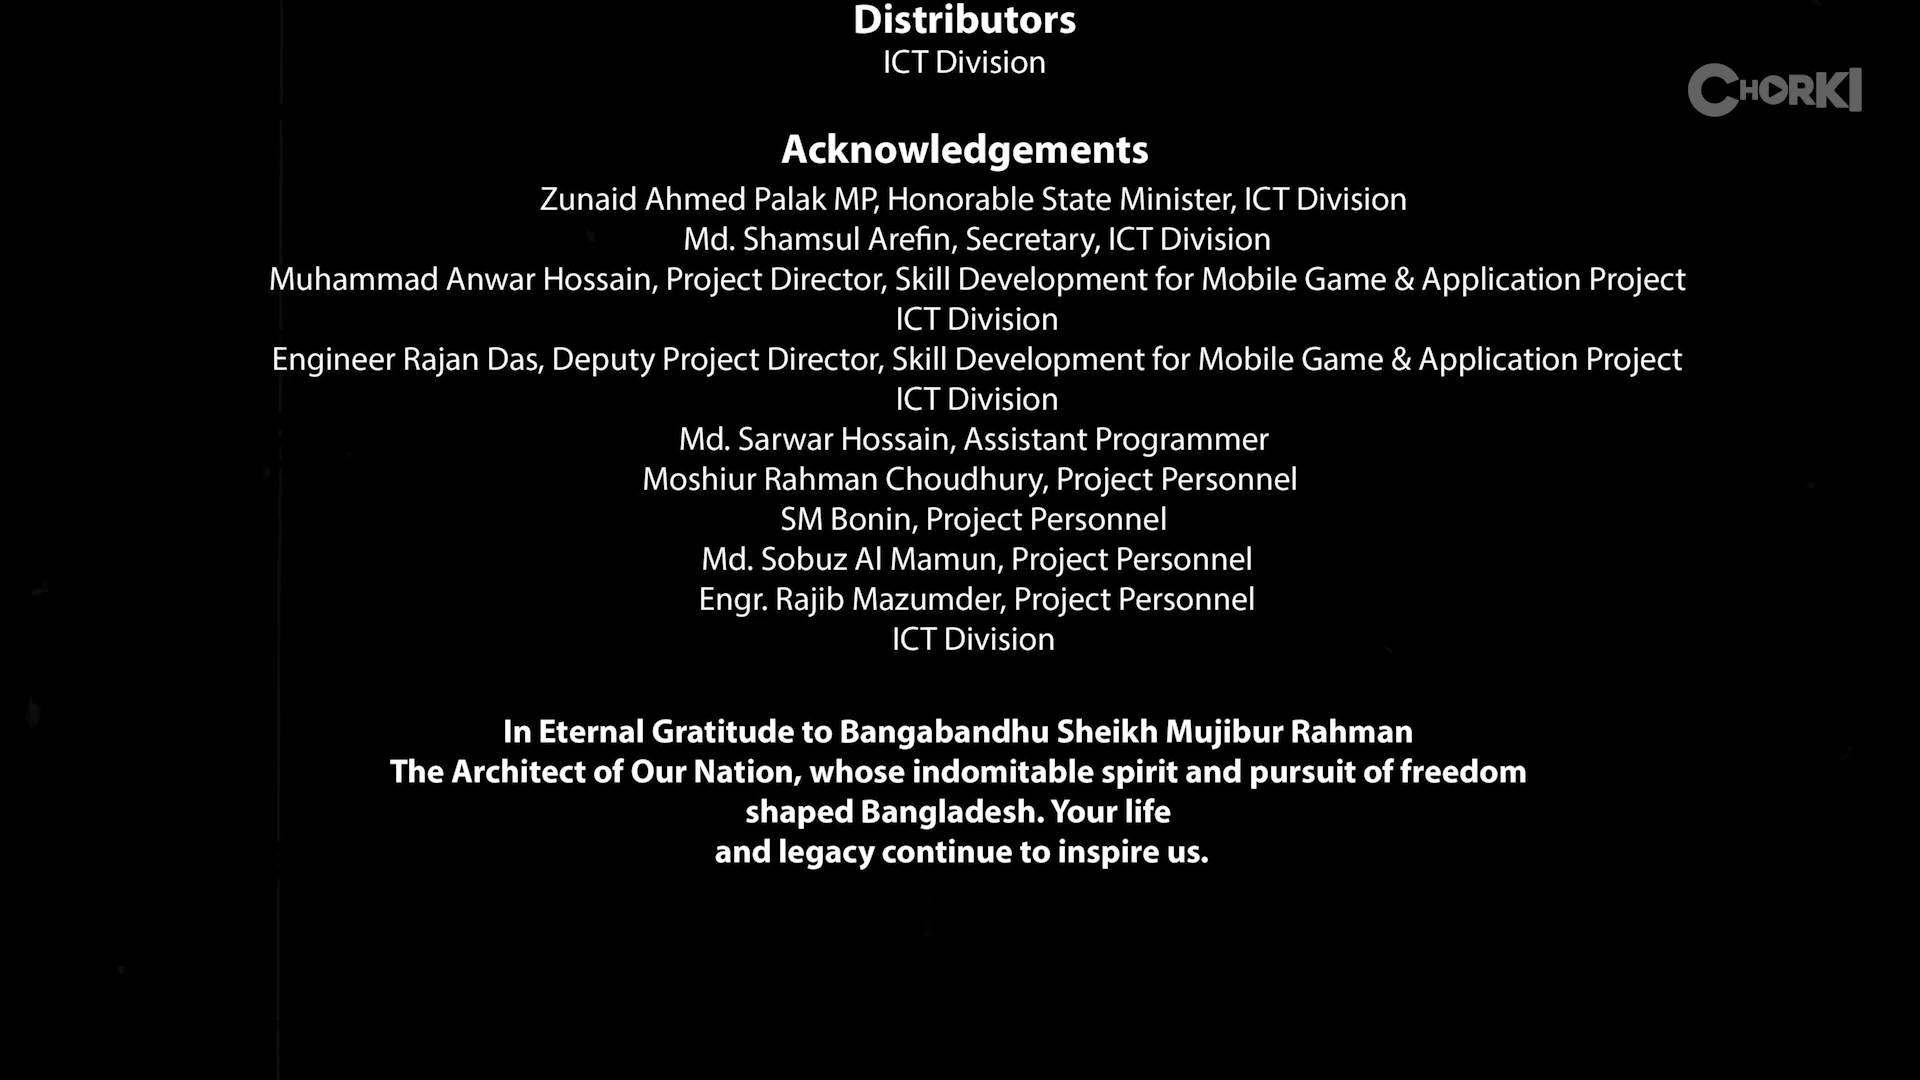 Distributors
ICT Division
CHORKI
Acknowledgements
Zunaid Ahmed Palak MP, Honorable State Minister, ICT Division
Md. Shamsul Arefin, Secretary, ICT Division
Muhammad Anwar Hossain, Project Director, Skill Development for Mobile Game & Application Project
ICT Division
Engineer Rajan Das, Deputy Project Director, Skill Development for Mobile Game & Application Project
ICT Division
Md. Sarwar Hossain, Assistant Programmer
Moshiur Rahman Choudhury, Project Personnel
SM Bonin, Project Personnel
Md. Sobuz Al Mamun, Project Personnel
Engr. Rajib Mazumder, Project Personnel
ICT Division
In Eternal Gratitude to Bangabandhu Sheikh Mujibur Rahman
The Architect of Our Nation, whose indomitable spirit and pursuit of freedom
shaped Bangladesh. Your life
and legacy continue to inspire us.